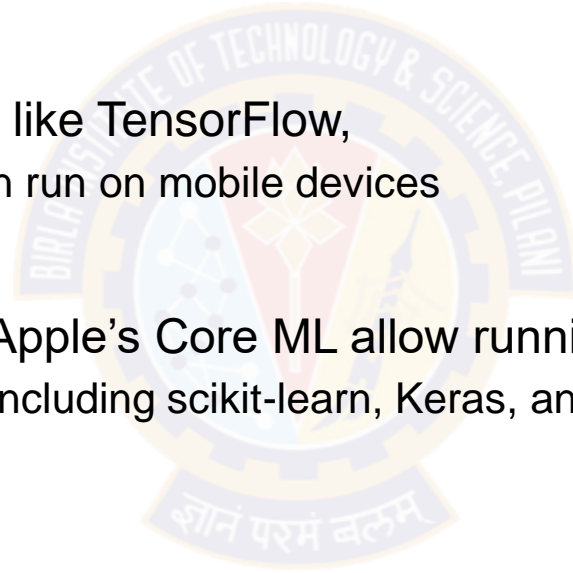 BIRLA INSTITUTE OF TECHNOLOGY & SCIENCE, PILANI
like TensorFlow,
n run on mobile devices
Apple’s Core ML allow runni
ncluding scikit-learn, Keras, an
ज्ञानं परमं बलम्